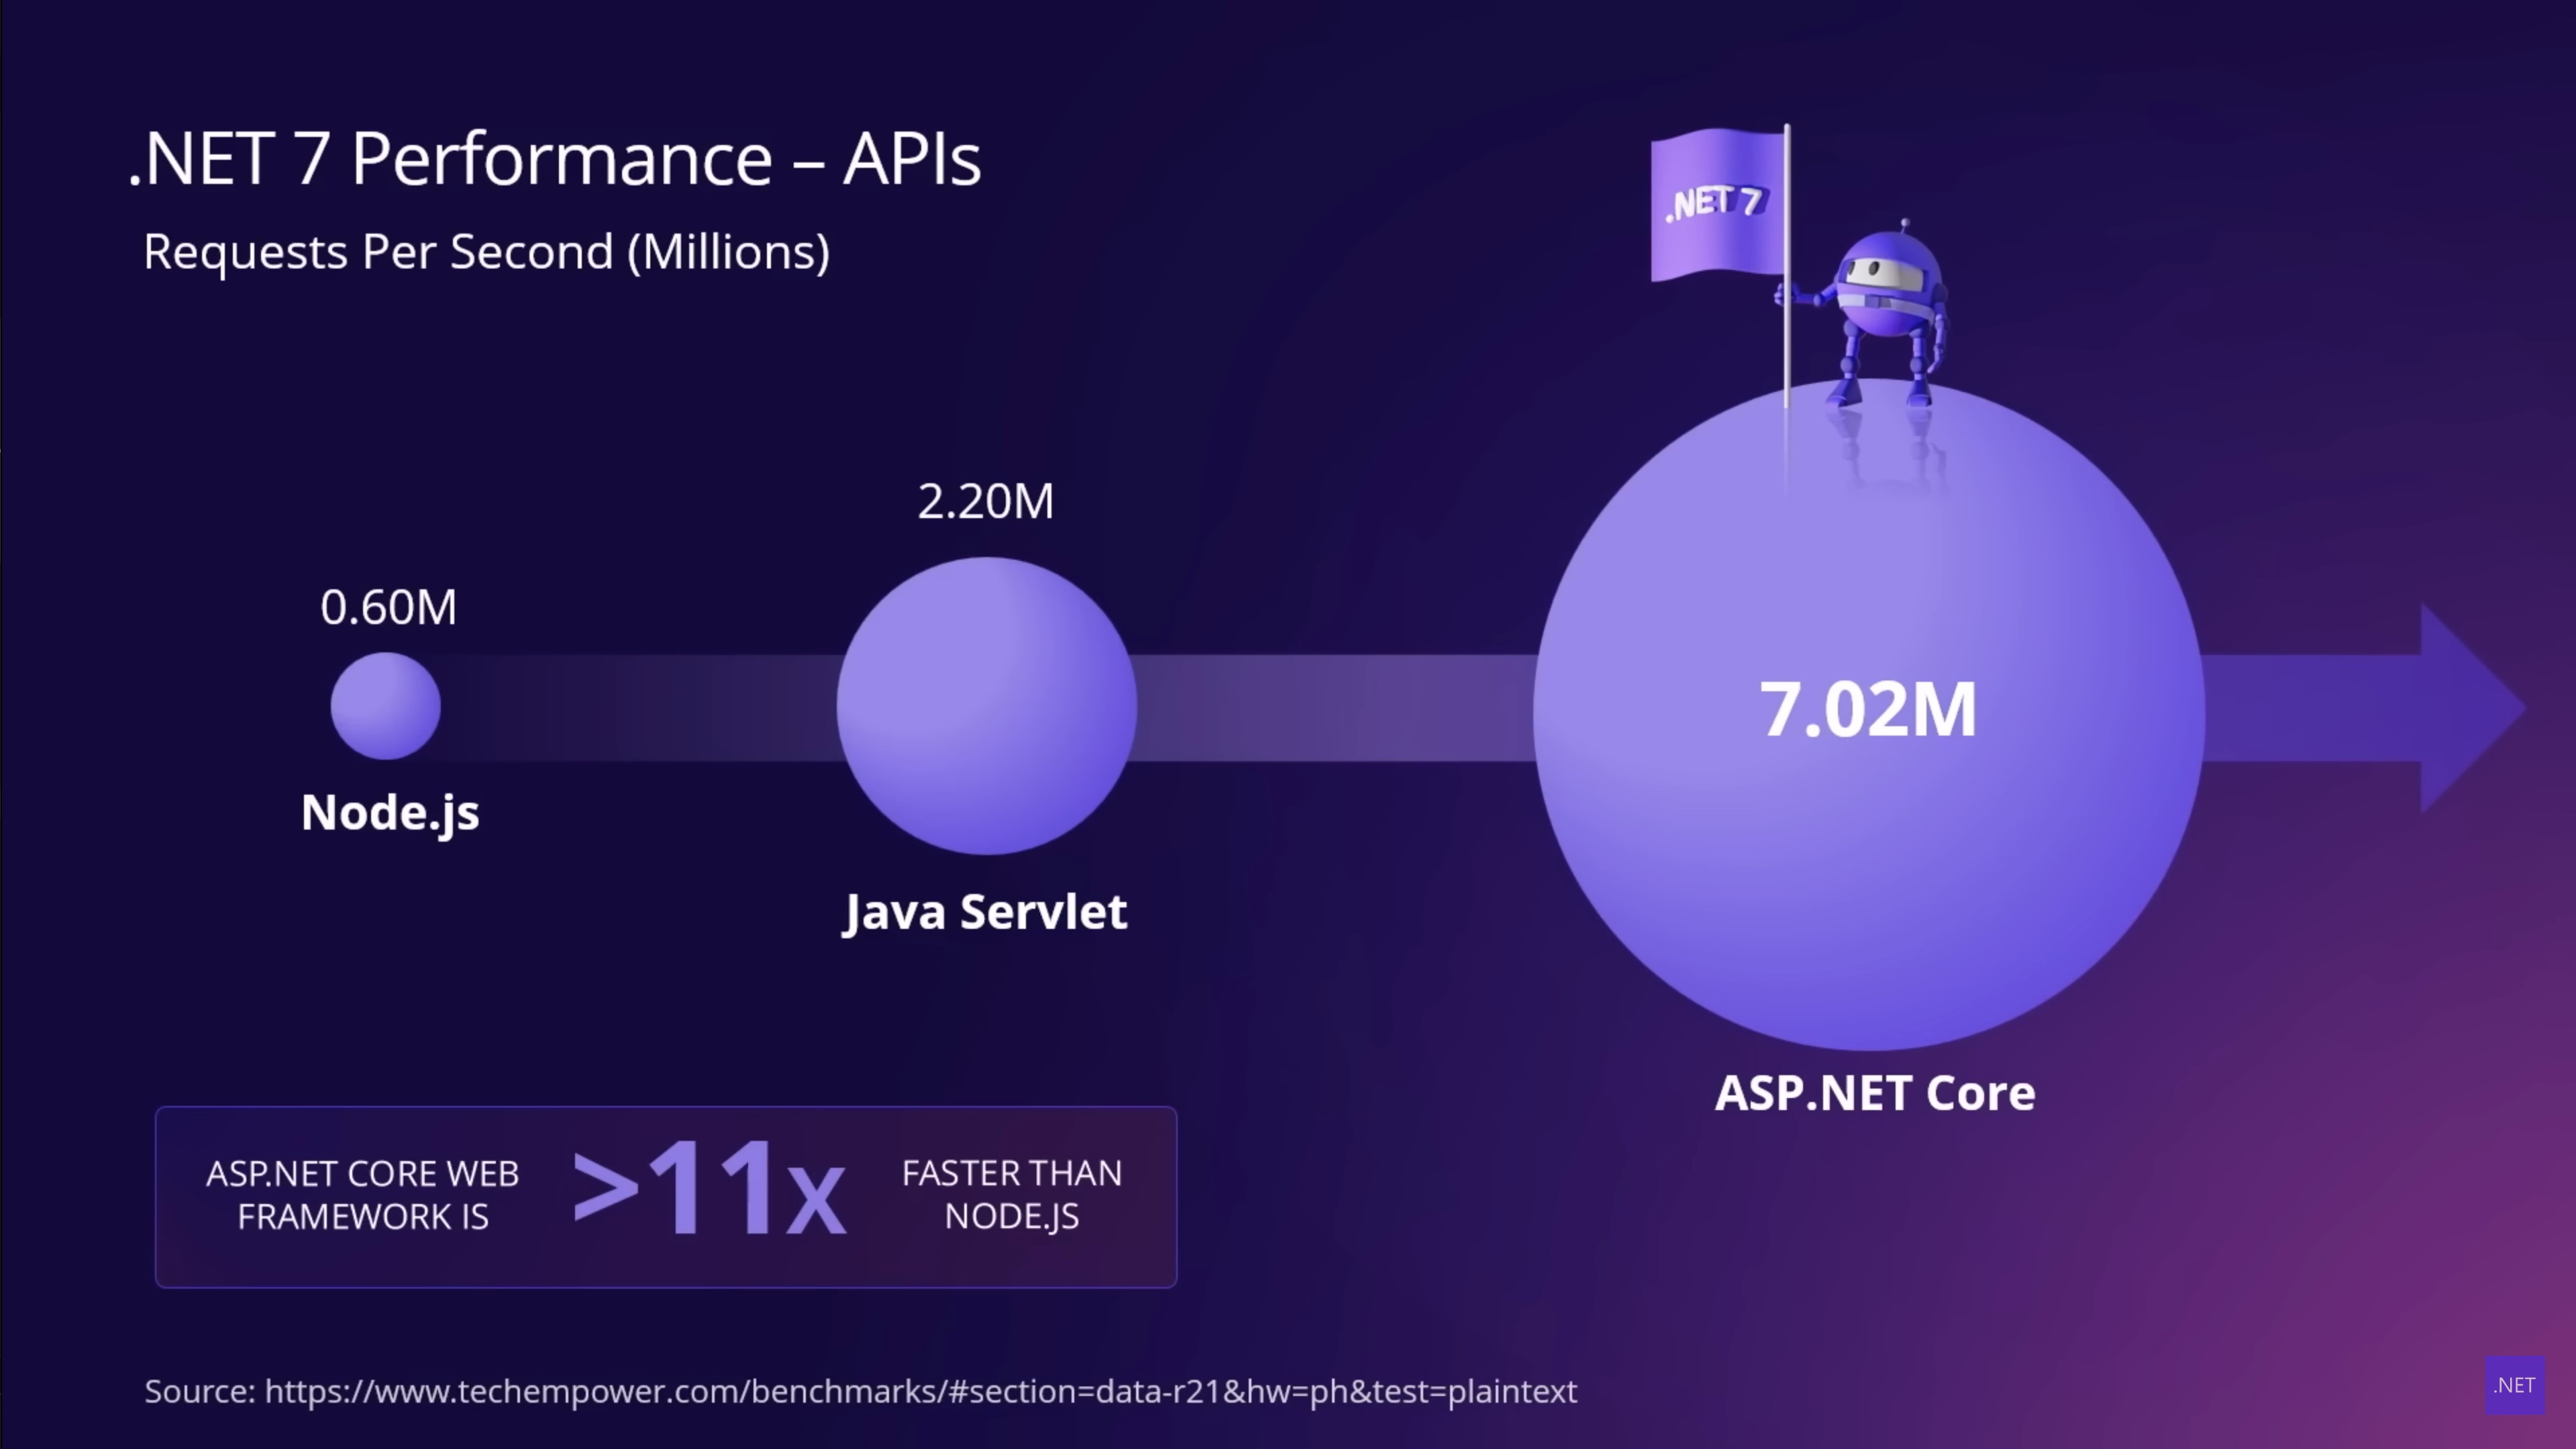 .NET 7 Performance – APIs
Requests Per Second (Millions)
.NET 7
0.60M
Node.js
2.20M
Java Servlet
7.02M
ASP.NET Core
ASP.NET CORE WEB
FRAMEWORK IS
>11x
FASTER THAN
NODE.JS
Source: https://www.techempower.com/benchmarks/#section=data-r21&hw=ph&test=plaintext
.NET